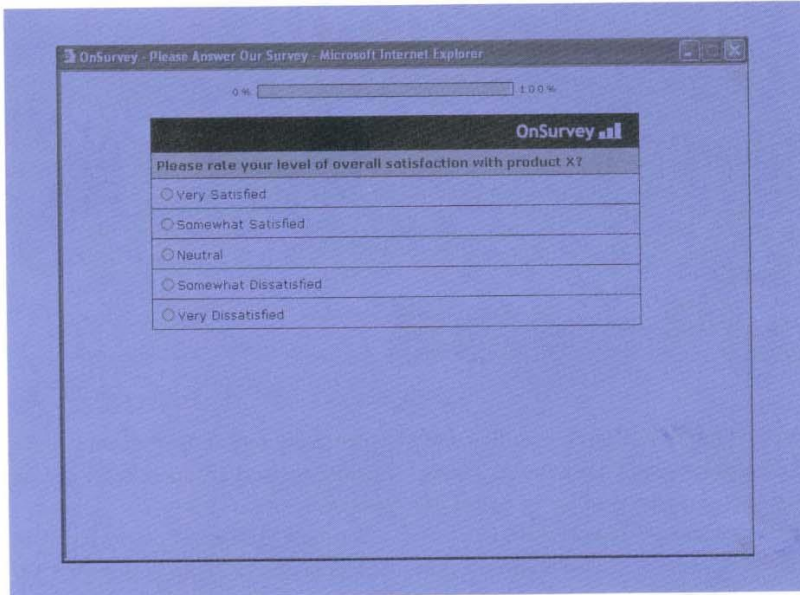 OnSurvey - Please Answer Our Survey - Microsoft Internet Explorer
0% 100%
OnSurvey
Please rate your level of overall satisfaction with product X?
Very Satisfied
Somewhat Satisfied
Neutral
Somewhat Dissatisfied
Very Dissatisfied